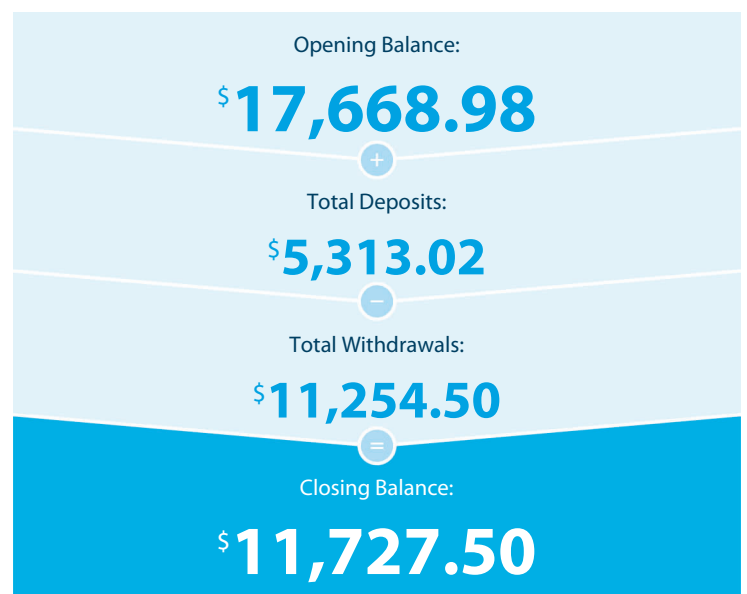 Opening Balance:
$17,668.98
+
Total Deposits:
$5,313.02
−
Total Withdrawals:
$11,254.50
=
Closing Balance:
$11,727.50